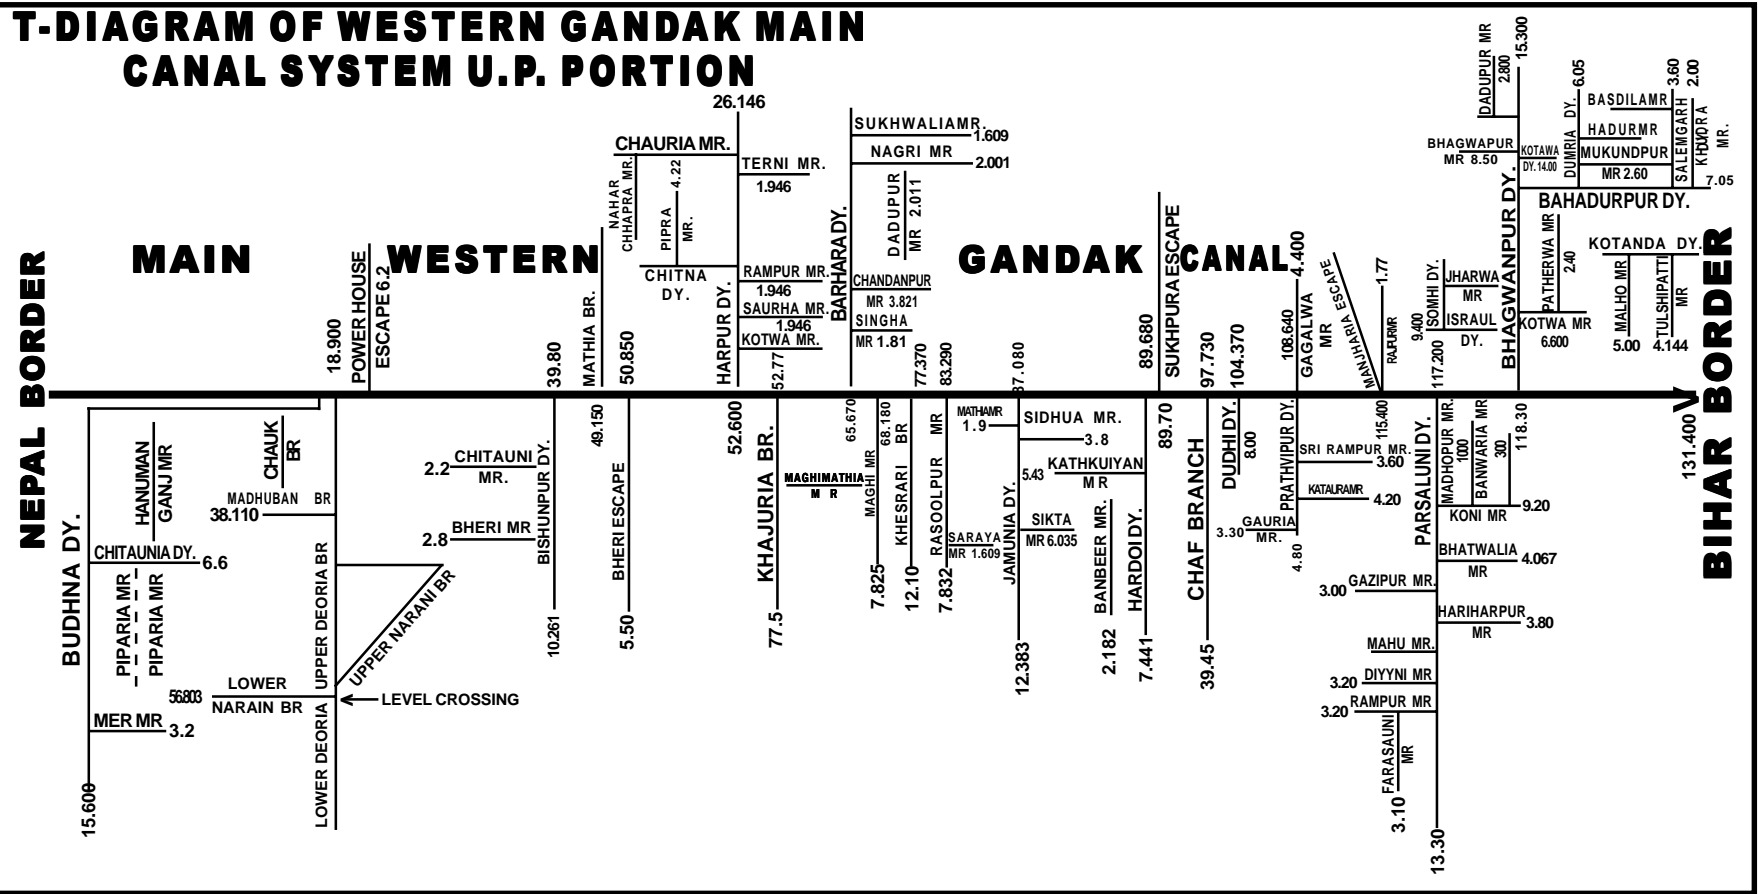 T-DIAGRAM OF WESTERN GANDAK MAIN
CANAL SYSTEM U.P. PORTION
NEPAL BORDER
MAIN
WESTERN
GANDAK
CANAL
BIHAR BORDER
18.900
POWER HOUSE
ESCAPE 6.2
39.80
MATHIA BR.
50.850
CHAURIA MR.
NAHAR
CHHAPRA MR.
PIPRA
MR.
4.22
CHITNA
DY.
26.146
HARPUR DY.
TERNI MR.
1.946
RAMPUR MR.
1.946
SAURHA MR.
1.946
KOTWA MR.
52.77
BARHARA DY.
SUKHWALIAMR.
1.609
NAGRI MR
2.001
DADUPUR
MR 2.011
CHANDANPUR
MR 3.821
SINGHA
MR 1.81
77.370
83.290
37.080
89.680
SUKHPURA ESCAPE
97.730
104.370
108.640
4.400
GAGALWA
MR
MANJHARIA ESCAPE
1.77
RAJPURMR
9.400
SOMHI DY.
117.200
JHARWA
MR
ISRAUL
DY.
BHAGWANPUR DY.
15.300
DADUPUR MR
2.800
BHAGWAPUR
MR 8.50
KOTAWA
DY. 14.00
DUMRIA DY.
6.05
BASDILAMR
HADURMR
MUKUNDPUR
MR 2.60
3.60
SALEMGARH
2.00
MR.
7.05
BAHADURPUR DY.
PATHERWA MR
2.40
KOTWA MR
6.600
KOTANDA DY.
MALHO MR
5.00
TULSHIPATTI
MR
4.144
131.400 V
BUDHNA DY.
15.600
HANUMAN
GANJ MR
CHAUK
BR
MADHUBAN BR
38.110
CHITAUNIA DY.
6.6
PIPARIA MR
PIPARIA MR
MER MR
3.2
UPPER DEORIA BR
LOWER DEORIA
UPPER NARANI BR
LOWER
NARAIN BR
56.803
LEVEL CROSSING
2.2
CHITAUNI
MR.
2.8
BHERI MR
BISHUNPUR DY.
10.261
49.150
BHERI ESCAPE
5.50
52.600
KHAJURIA BR.
77.5
MAGHIMATHIA
M R
65.670
MAGHI MR
7.825
68.180
KHESRARI BR
12.10
RASOOLPUR MR
7.832
MATHIAMR
1.9
SARAYA
MR 1.609
JAMUNIA DY.
12.383
SIDHUA MR.
3.8
5.43
KATHKUIYAN
M R
SIKTA
MR 6.035
BANBEER MR.
2.182
HARDOI DY.
7.441
89.70
CHAF BRANCH
39.45
DUDHI DY.
8.00
3.30
GAURIA
MR.
PRATHVIPUR DY.
4.80
SRI RAMPUR MR.
3.60
KATAURAMR
4.20
115.400
PARSALUNI DY.
13.30
MADHOPUR MR.
1000
BANWARIA MR
300
118.30
KONI MR
9.20
BHATWALIA
MR
4.067
3.00
GAZIPUR MR.
HARIHARPUR
MR
3.80
MAHU MR.
3.20
DIYYNI MR
3.20
RAMPUR MR
FARASAUNI
MR
3.10